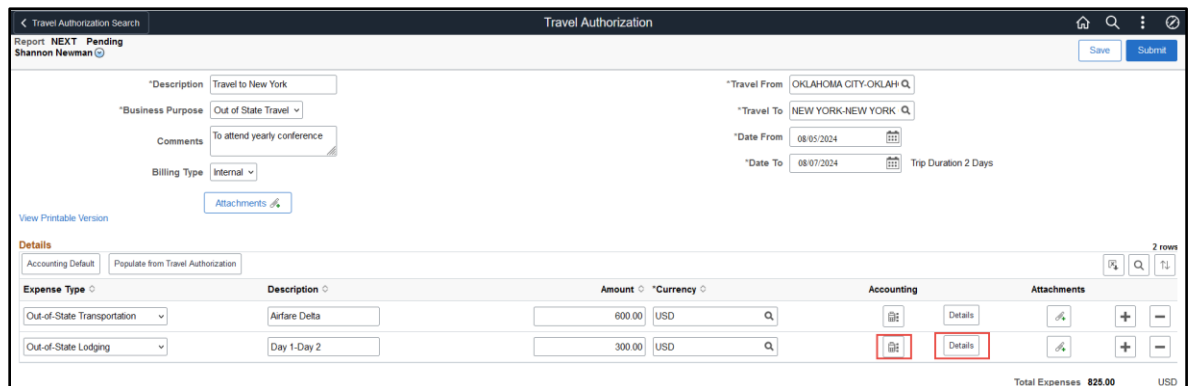 Travel Authorization Search
Travel Authorization
Report NEXT Pending
Shannon Newman
Save
Submit
*Description Travel to New York
*Travel From OKLAHOMA CITY-OKLAH
*Business Purpose Out of State Travel
*Travel To NEW YORK-NEW YORK
Comments To attend yearly conference
*Date From 08/05/2024
Billing Type Internal
*Date To 08/07/2024 Trip Duration 2 Days
Attachments
View Printable Version
Details
2 rows
Accounting Default Populate from Travel Authorization
Expense Type Description Amount *Currency Accounting Attachments
Out-of-State Transportation Airfare Delta 600.00 USD Details
Out-of-State Lodging Day 1-Day 2 300.00 USD Details
Total Expenses 825.00 USD